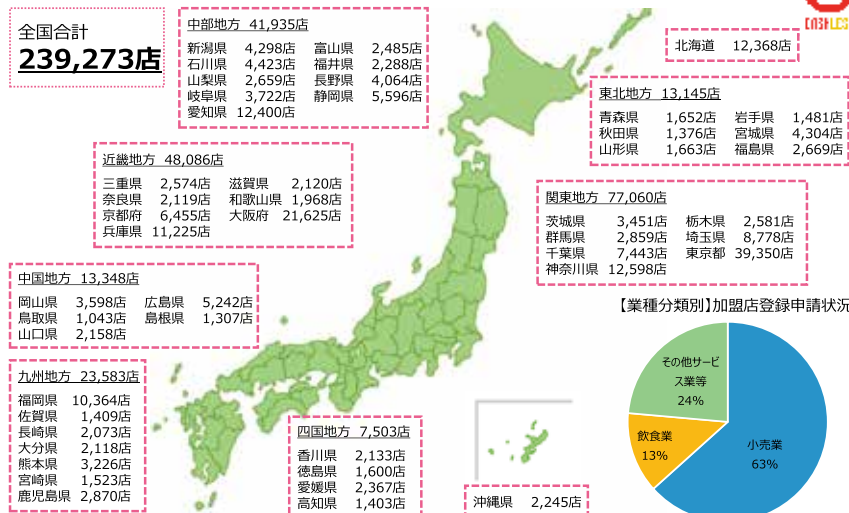 全国合計
239,273店
中部地方 41,935店
新潟県 4,298店 富山県 2,485店
石川県 4,423店 福井県 2,288店
山梨県 2,659店 長野県 4,064店
岐阜県 3,722店 静岡県 5,596店
愛知県 12,400店
北海道 12,368店
東北地方 13,145店
青森県 1,652店 岩手県 1,481店
秋田県 1,376店 宮城県 4,304店
山形県 1,663店 福島県 2,669店
近畿地方 48,086店
三重県 2,574店 滋賀県 2,120店
奈良県 2,119店 和歌山県 1,968店
京都府 6,455店 大阪府 21,625店
兵庫県 11,225店
関東地方 77,060店
茨城県 3,451店 栃木県 2,581店
群馬県 2,859店 埼玉県 8,778店
千葉県 7,443店 東京都 39,350店
神奈川県 12,598店
中国地方 13,348店
岡山県 3,598店 広島県 5,242店
鳥取県 1,043店 島根県 1,307店
山口県 2,158店
九州地方 23,583店
福岡県 10,364店
佐賀県 1,409店
長崎県 2,073店
大分県 2,118店
熊本県 3,226店
宮崎県 1,523店
鹿児島県 2,870店
四国地方 7,503店
香川県 2,133店
徳島県 1,600店
愛媛県 2,367店
高知県 1,403店
沖縄県 2,245店
【業種分類別】加盟店登録申請状況
その他サービ
ス業等
24%
飲食業
13%
小売業
63%